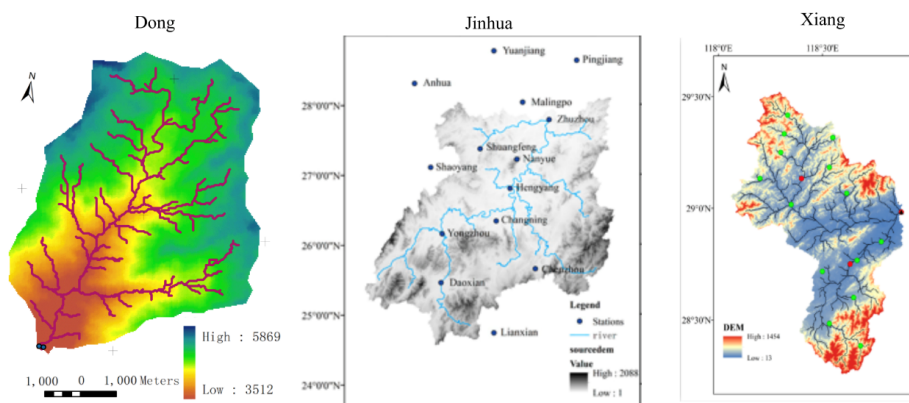 Dong
Jinhua
Xiang
N
High : 5869
Low : 3512
1,000 0 1,000 Meters
Yuanjiang
Pingjiang
Anhua
28°0'0"N
Malingpo
Zhuzhou
Shuangfeng
Nanyue
Shaoyang
27°0'0"N
Hengyang
Changning
26°0'0"N
Yongzhou
Chenzhou
Daoxian
Legend
25°0'0"N
Stations
Lianxian
river
sourcedem
Value
High : 2088
24°0'0"N
Low : 1
118°0'E
118°30'E
N
29°30'N
29°0'N
28°30'N
DEM
High : 1454
Low : 13